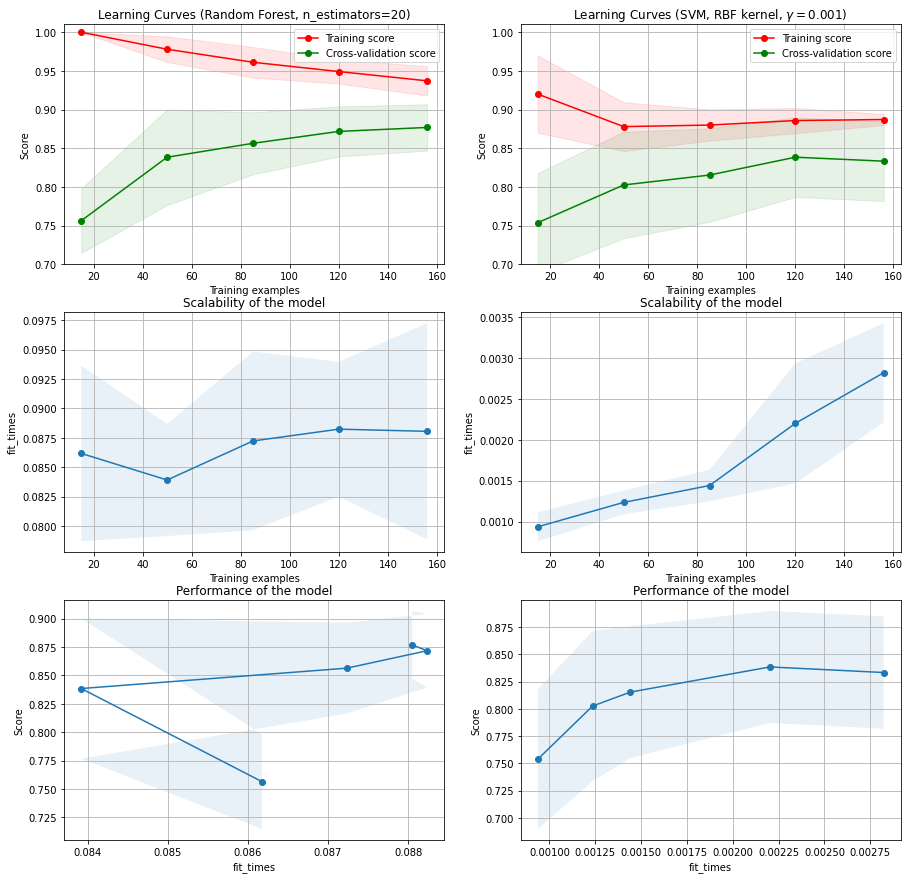 Learning Curves (Random Forest, n_estimators=20)
1.00
0.95
0.90
0.85
0.80
0.75
0.70
Score
Training score
Cross-validation score
20 40 60 80 100 120 140 160
Training examples
Learning Curves (SVM, RBF kernel, γ = 0.001)
1.00
0.95
0.90
0.85
0.80
0.75
0.70
Score
Training score
Cross-validation score
20 40 60 80 100 120 140 160
Training examples
Scalability of the model
0.0975
0.0950
0.0925
0.0900
0.0875
0.0850
0.0825
0.0800
fit_times
20 40 60 80 100 120 140 160
Training examples
Scalability of the model
0.0035
0.0030
0.0025
0.0020
0.0015
0.0010
fit_times
20 40 60 80 100 120 140 160
Training examples
Performance of the model
0.900
0.875
0.850
0.825
0.800
0.775
0.750
0.725
Score
0.084 0.085 0.086 0.087 0.088
fit_times
Performance of the model
0.875
0.850
0.825
0.800
0.775
0.750
0.725
0.700
Score
0.00100 0.00125 0.00150 0.00175 0.00200 0.00225 0.00250 0.00275
fit_times